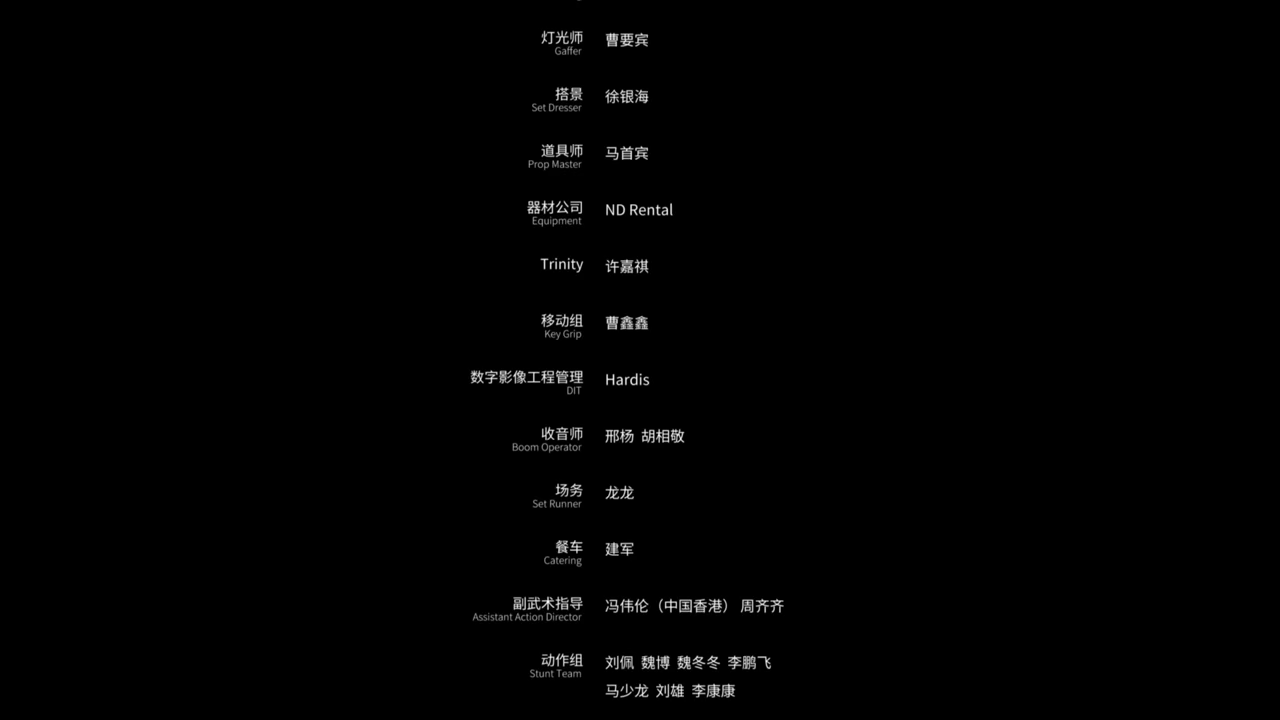 灯光师 曹要宾
Gaffer
搭景 徐银海
Set Dresser
道具师 马首宾
Prop Master
器材公司 ND Rental
Equipment
Trinity 许嘉祺
移动组 曹鑫鑫
Key Grip
数字影像工程管理 Hardis
DIT
收音师 邢杨 胡相敬
Boom Operator
场务 龙龙
Set Runner
餐车 建军
Catering
副武术指导 冯伟伦（中国香港） 周齐齐
Assistant Action Director
动作组 刘佩 魏博 魏冬冬 李鹏飞
Stunt Team
马少龙 刘雄 李康康